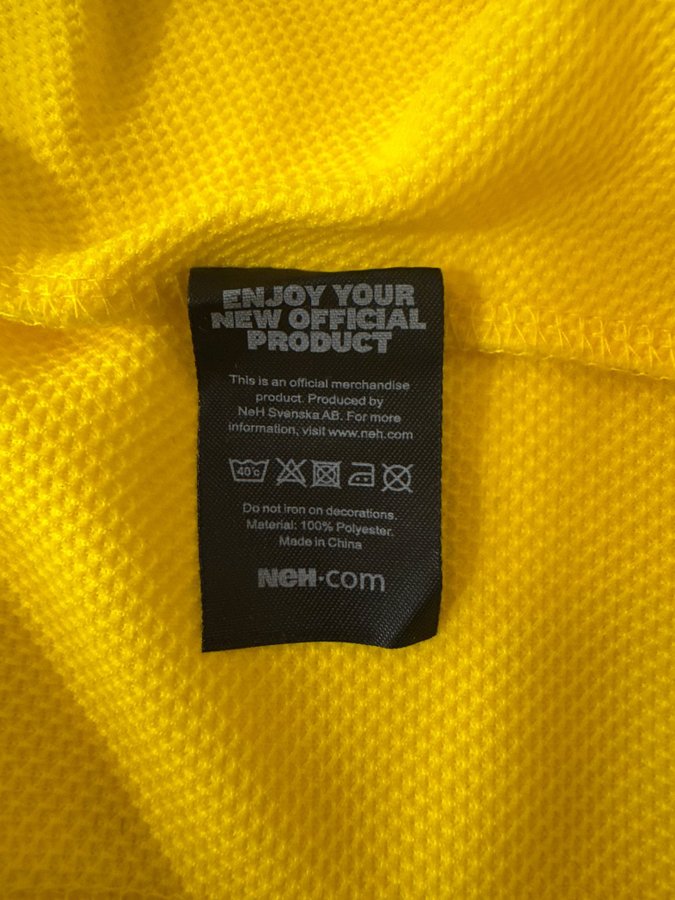 ENJOY YOUR
NEW OFFICIAL
PRODUCT
This is an official merchandise
product. Produced by
NeH Svenska AB. For more
information, visit www.neh.com
40°c
Do not iron on decorations.
Material: 100% Polyester.
Made in China
NeH·com